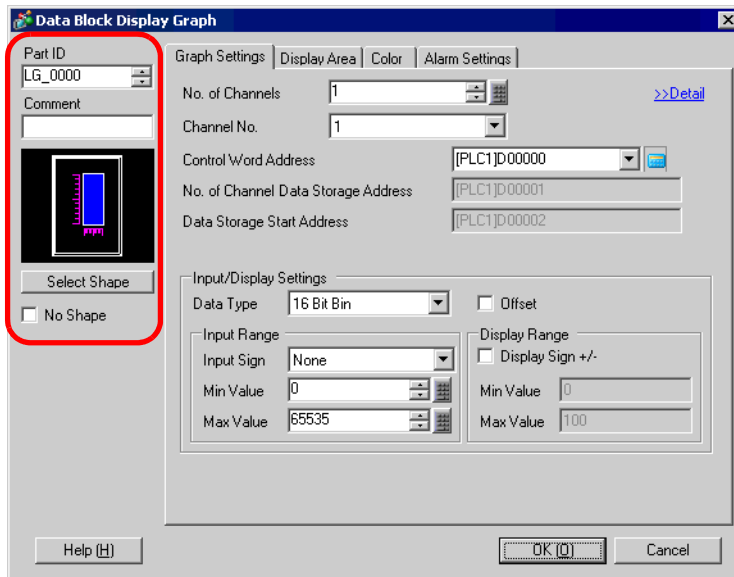 Data Block Display Graph
Part ID
LG_0000
Comment
Select Shape
No Shape
Graph Settings Display Area Color Alarm Settings
No. of Channels 1 >>Detail
Channel No. 1
Control Word Address [PLC1]D00000
No. of Channel Data Storage Address [PLC1]D00001
Data Storage Start Address [PLC1]D00002
Input/Display Settings
Data Type 16 Bit Bin Offset
Input Range Display Range
Input Sign None Display Sign +/-
Min Value 0 Min Value 0
Max Value 65535 Max Value 100
Help (H) OK (O) Cancel